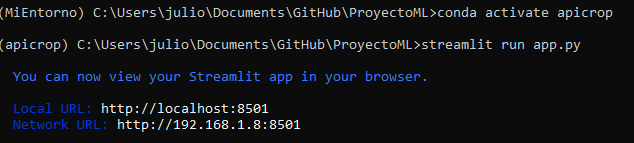 (MiEntorno) C:\Users\julio\Documents\GitHub\ProyectoML>conda activate apicrop
(apicrop) C:\Users\julio\Documents\GitHub\ProyectoML>streamlit run app.py
You can now view your Streamlit app in your browser.
Local URL: http://localhost:8501
Network URL: http://192.168.1.8:8501